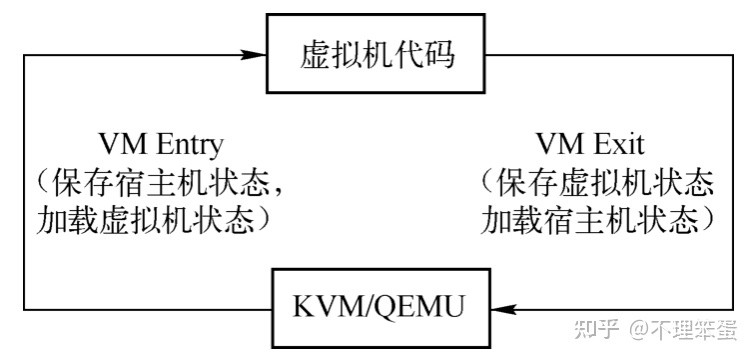 虚拟机代码
VM Entry
（保存宿主机状态，
加载虚拟机状态）
VM Exit
（保存虚拟机状态
加载宿主机状态）
KVM/QEMU
知乎 @不理笨蛋